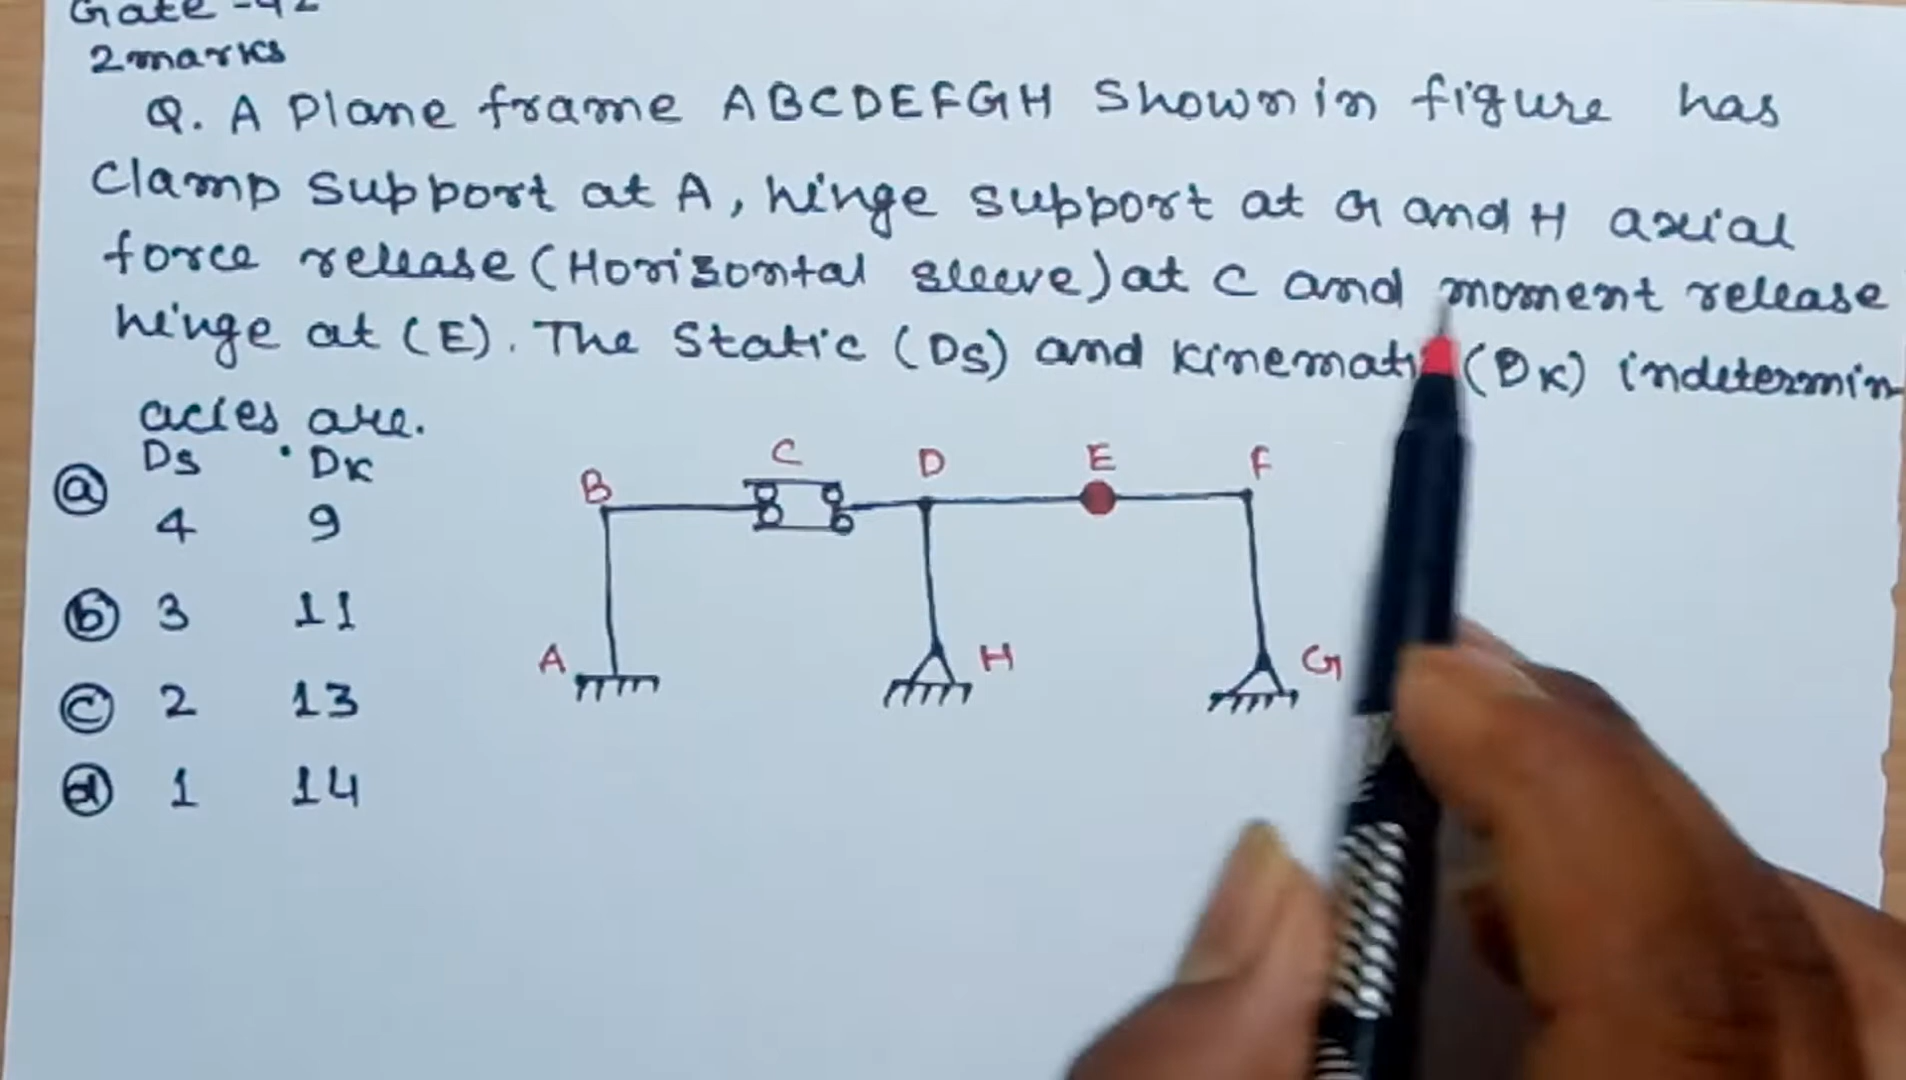 Gate -92
2marks
Q. A Plane frame ABCDEFGH Shown in figure has
Clamp support at A, hinge support at G and H axial
force release (Horizontal sleeve) at C and moment release
hinge at (E). The Static (Ds) and kinemati (Dk) indetermin
acies are.
Ds Dk
(a) 4 9
(b) 3 11
(c) 2 13
(d) 1 14
B C D E F
A H G